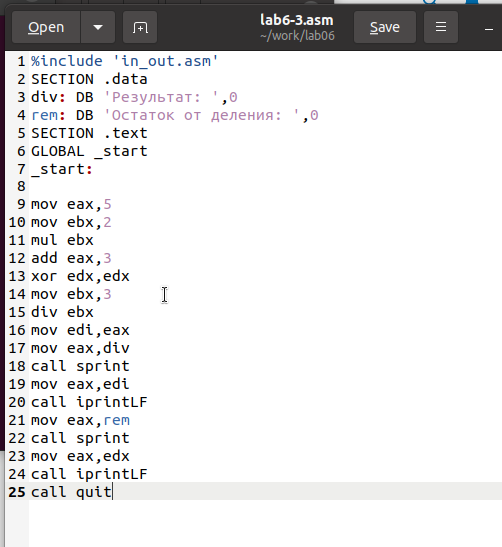 Open
lab6-3.asm
~/work/lab06
Save
1 %include 'in_out.asm'
2 SECTION .data
3 div: DB 'Результат: ',0
4 rem: DB 'Остаток от деления: ',0
5 SECTION .text
6 GLOBAL _start
7 _start:
8
9 mov eax,5
10 mov ebx,2
11 mul ebx
12 add eax,3
13 xor edx,edx
14 mov ebx,3
15 div ebx
16 mov edi,eax
17 mov eax,div
18 call sprint
19 mov eax,edi
20 call iprintLF
21 mov eax,rem
22 call sprint
23 mov eax,edx
24 call iprintLF
25 call quit